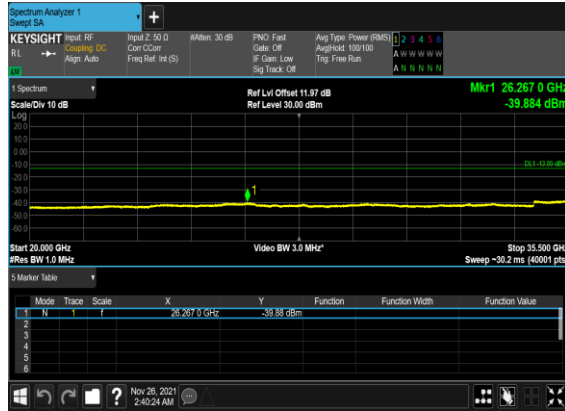 Spectrum Analyzer 1
Swept SA
KEYSIGHT Input: RF Input Z: 50 Ω #Atten: 30 dB PNO: Fast Avg Type: Power (RMS) 1 2 3 4 5 6
RL Coupling: DC Corr CCorr Gate: Off Avg|Hold: 100/100 A W W W W W
Align: Auto Freq Ref: Int (S) IF Gain: Low Trig: Free Run
Sig Track: Off A N N N N N
1 Spectrum Ref Lvl Offset 11.97 dB Mkr1 26.267 0 GHz
Scale/Div 10 dB Ref Level 30.00 dBm -39.884 dBm
Log
20.0
10.0
0.00
-10.0
DL1 -13.00 dBm
-20.0
-30.0
1
-40.0
-50.0
-60.0
Start 20.000 GHz Video BW 3.0 MHz* Stop 35.500 GHz
#Res BW 1.0 MHz Sweep ~30.2 ms (40001 pts)
5 Marker Table
Mode Trace Scale X Y Function Function Width Function Value
1 N 1 f 26.267 0 GHz -39.88 dBm
2
3
4
5
6
? Nov 26, 2021
2:40:24 AM